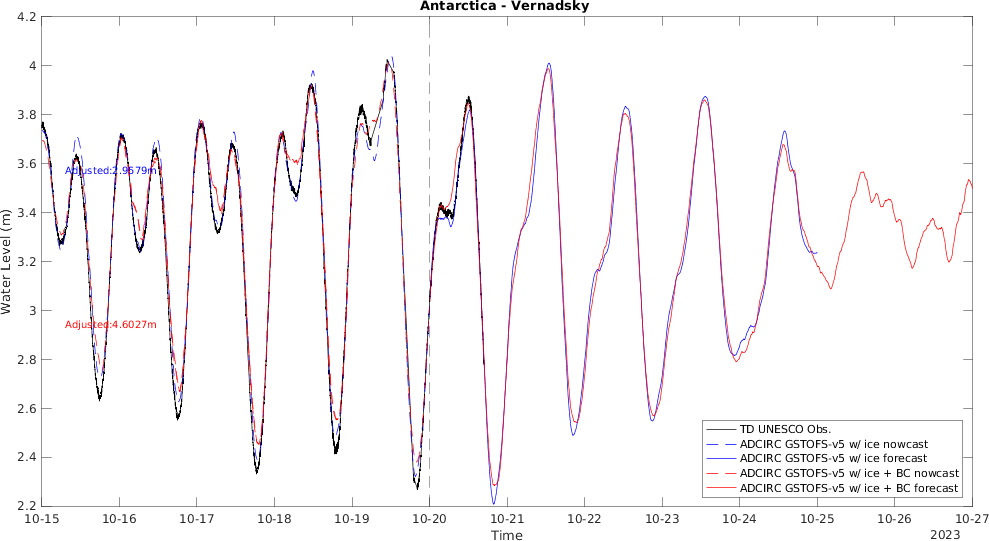 Antarctica - Vernadsky
4.2
4
3.8
3.6
3.4
3.2
3
2.8
2.6
2.4
2.2
Water Level (m)
Adjusted:2.9579m
Adjusted:4.6027m
TD UNESCO Obs.
ADCIRC GSTOFS-v5 w/ ice nowcast
ADCIRC GSTOFS-v5 w/ ice forecast
ADCIRC GSTOFS-v5 w/ ice + BC nowcast
ADCIRC GSTOFS-v5 w/ ice + BC forecast
10-15 10-16 10-17 10-18 10-19 10-20 10-21 10-22 10-23 10-24 10-25 10-26 10-27
Time
2023